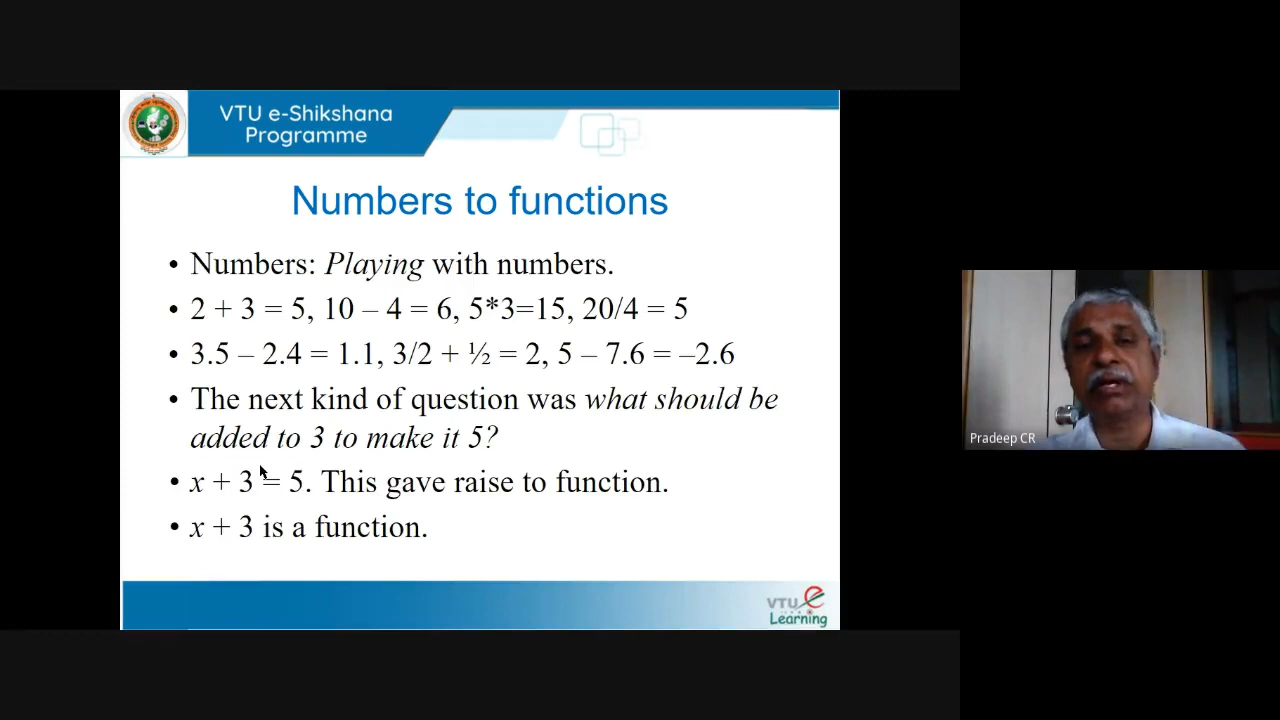 VTU e-Shikshana
Programme
Numbers to functions
• Numbers: Playing with numbers.
• 2 + 3 = 5, 10 – 4 = 6, 5*3=15, 20/4 = 5
• 3.5 – 2.4 = 1.1, 3/2 + ½ = 2, 5 – 7.6 = –2.6
• The next kind of question was what should be
added to 3 to make it 5?
• x + 3 = 5. This gave raise to function.
• x + 3 is a function.
VTU e
Learning
Pradeep CR